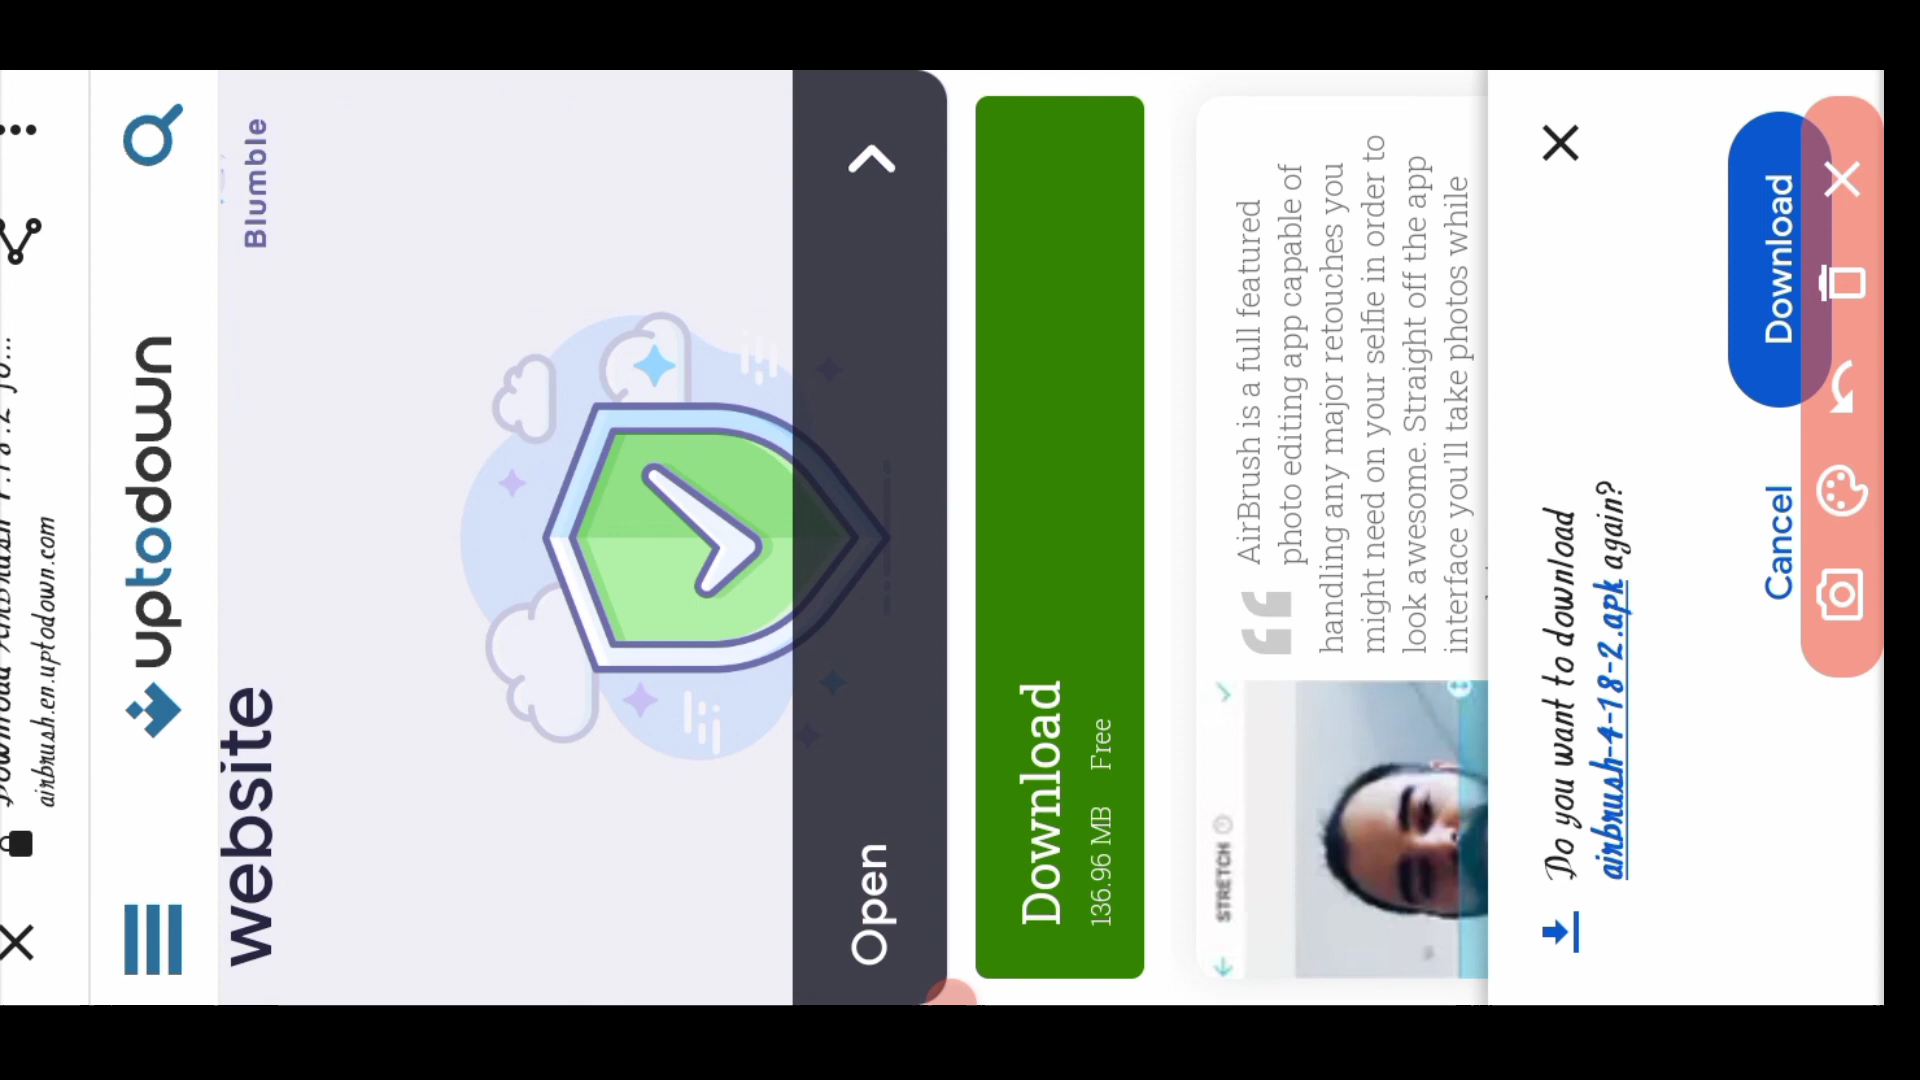 airbrush.en.uptodown.com
uptodown
website
Blumble
Open
Download
136.96 MB Free
AirBrush is a full featured
photo editing app capable of
handling any major retouches you
might need on your selfie in order to
look awesome. Straight off the app
interface you'll take photos while
STRETCH
Do you want to download
airbrush-4-18-2.apk again?
Cancel
Download